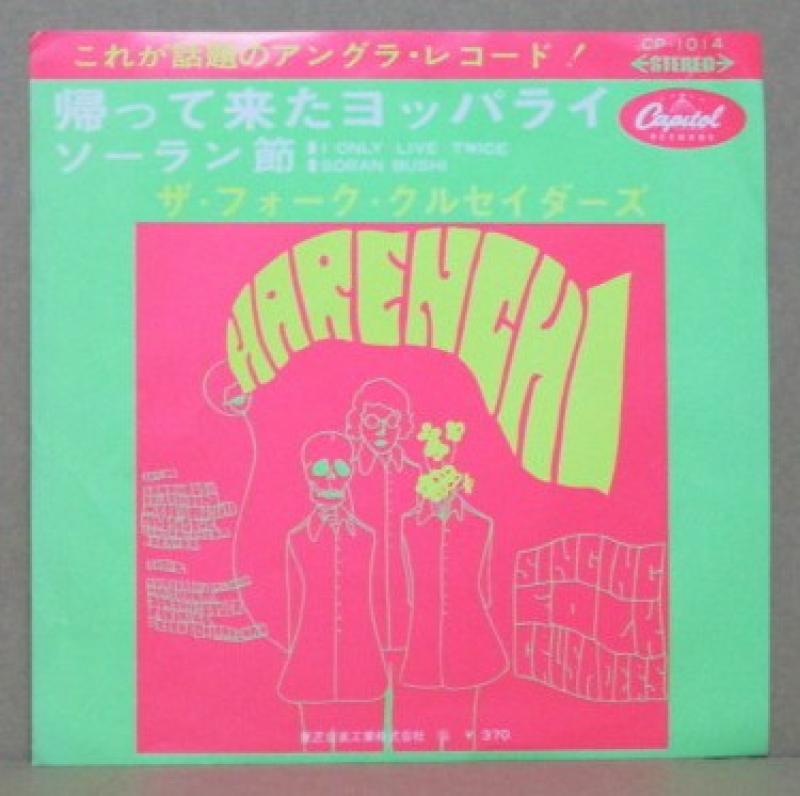 これが話題のアングラ・レコード!
CP-1014
STEREO
帰って来たヨッパライ
Capitol
RECORDS
ソーラン節
I ONLY LIVE TWICE
SORAN BUSHI
ザ・フォーク・クルセイダーズ
HARENCHI
SINGING
FOLK
CRUSADERS
東芝音楽工業株式会社 ¥370